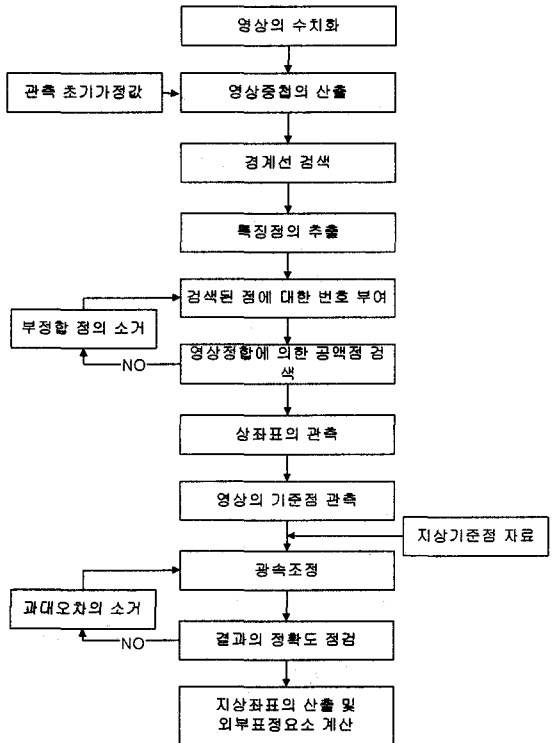 영상의 수치화
관측 초기가정값
영상중첩의 산출
경계선 검색
특징점의 추출
검색된 점에 대한 번호 부여
부정합 점의 소거
NO
영상정합에 의한 공액점 검
색
상좌표의 관측
영상의 기준점 관측
지상기준점 자료
광속조정
과대오차의 소거
NO
결과의 정확도 점검
지상좌표의 산출 및
외부표정요소 계산